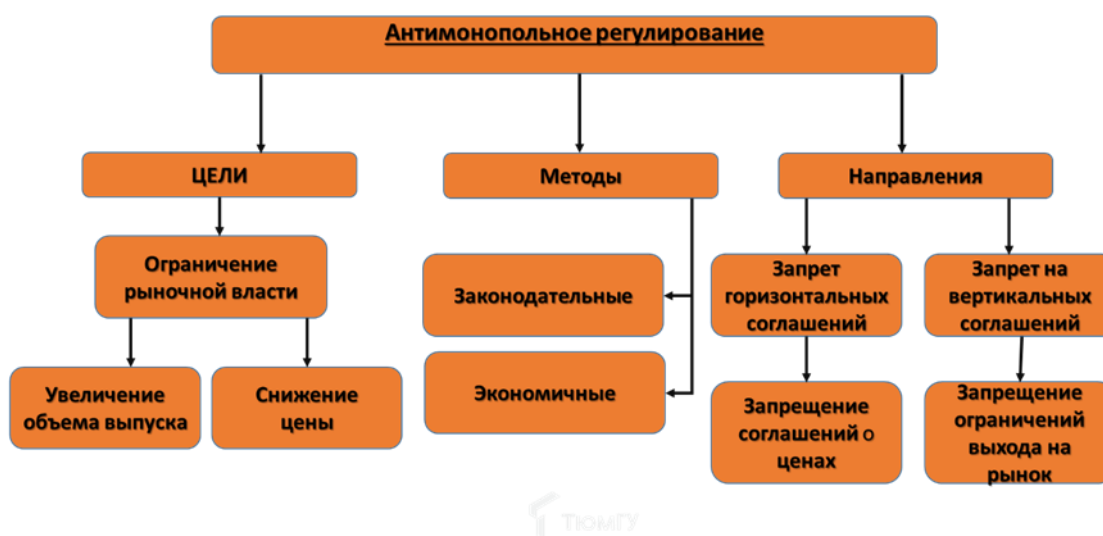 Антимонопольное регулирование
ЦЕЛИ
Методы
Направления
Ограничение
рыночной власти
Увеличение
объема выпуска
Снижение
цены
Законодательные
Экономичные
Запрет
горизонтальных
соглашений
Запрет на
вертикальных
соглашений
Запрещение
соглашений о
ценах
Запрещение
ограничений
выхода на
рынок
ТЮМГУ